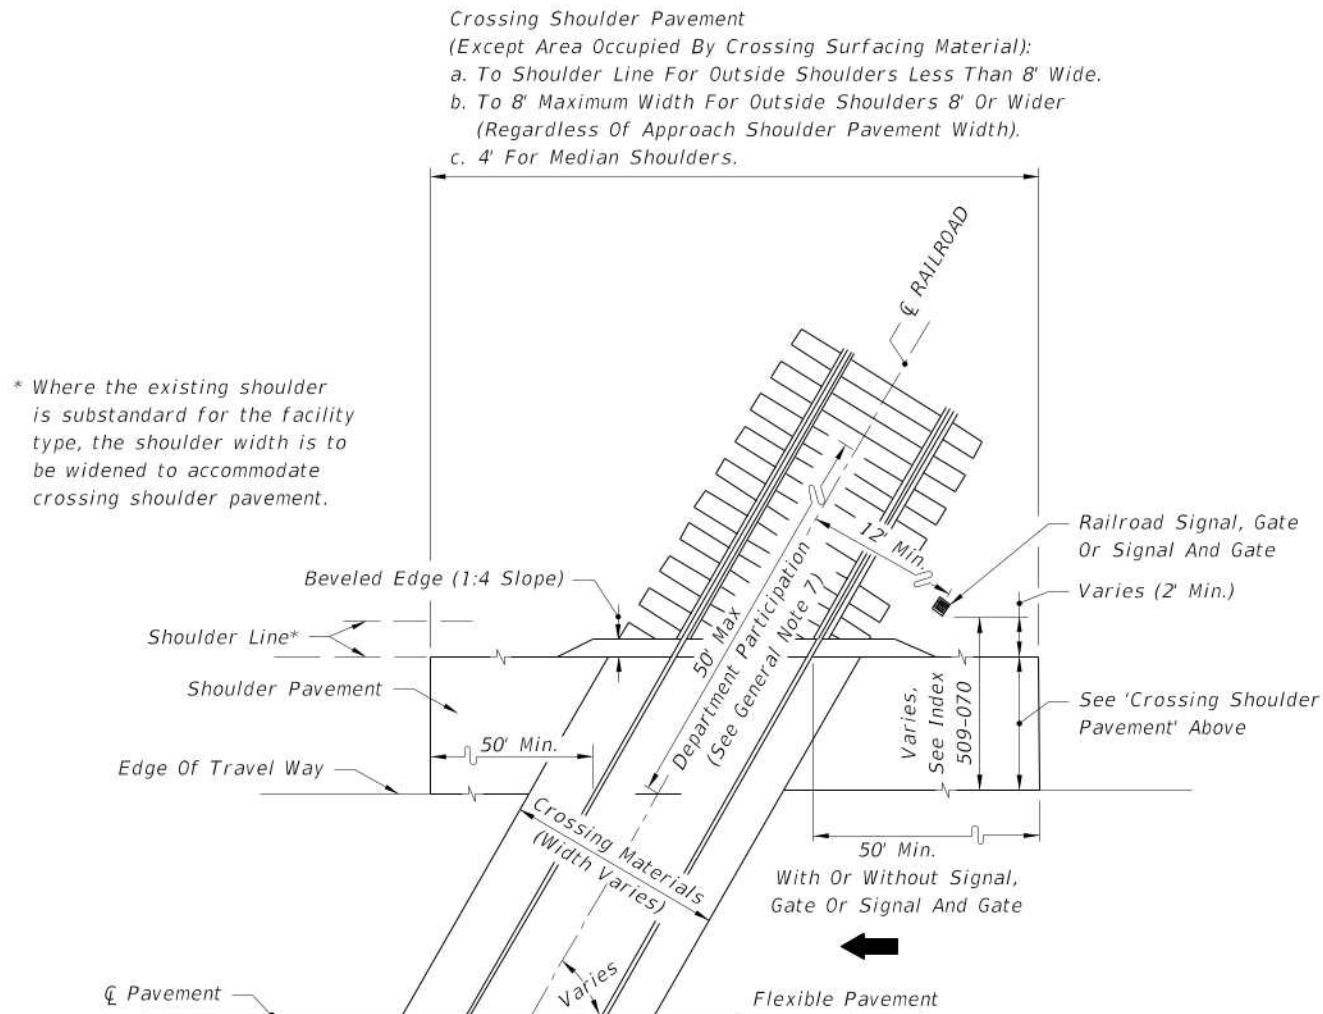 Crossing Shoulder Pavement
(Except Area Occupied By Crossing Surfacing Material):
a. To Shoulder Line For Outside Shoulders Less Than 8' Wide.
b. To 8' Maximum Width For Outside Shoulders 8' Or Wider
(Regardless Of Approach Shoulder Pavement Width).
c. 4' For Median Shoulders.
℄ RAILROAD
* Where the existing shoulder
is substandard for the facility
type, the shoulder width is to
be widened to accommodate
crossing shoulder pavement.
Railroad Signal, Gate
Or Signal And Gate
12' Min.
Beveled Edge (1:4 Slope)
Varies (2' Min.)
Shoulder Line*
50' Max
Department Participation
(See General Note 7)
Shoulder Pavement
Varies,
See Index
509-070
See 'Crossing Shoulder
Pavement' Above
50' Min.
Edge Of Travel Way
Crossing Materials
(Width Varies)
50' Min.
With Or Without Signal,
Gate Or Signal And Gate
Varies
℄ Pavement
Flexible Pavement